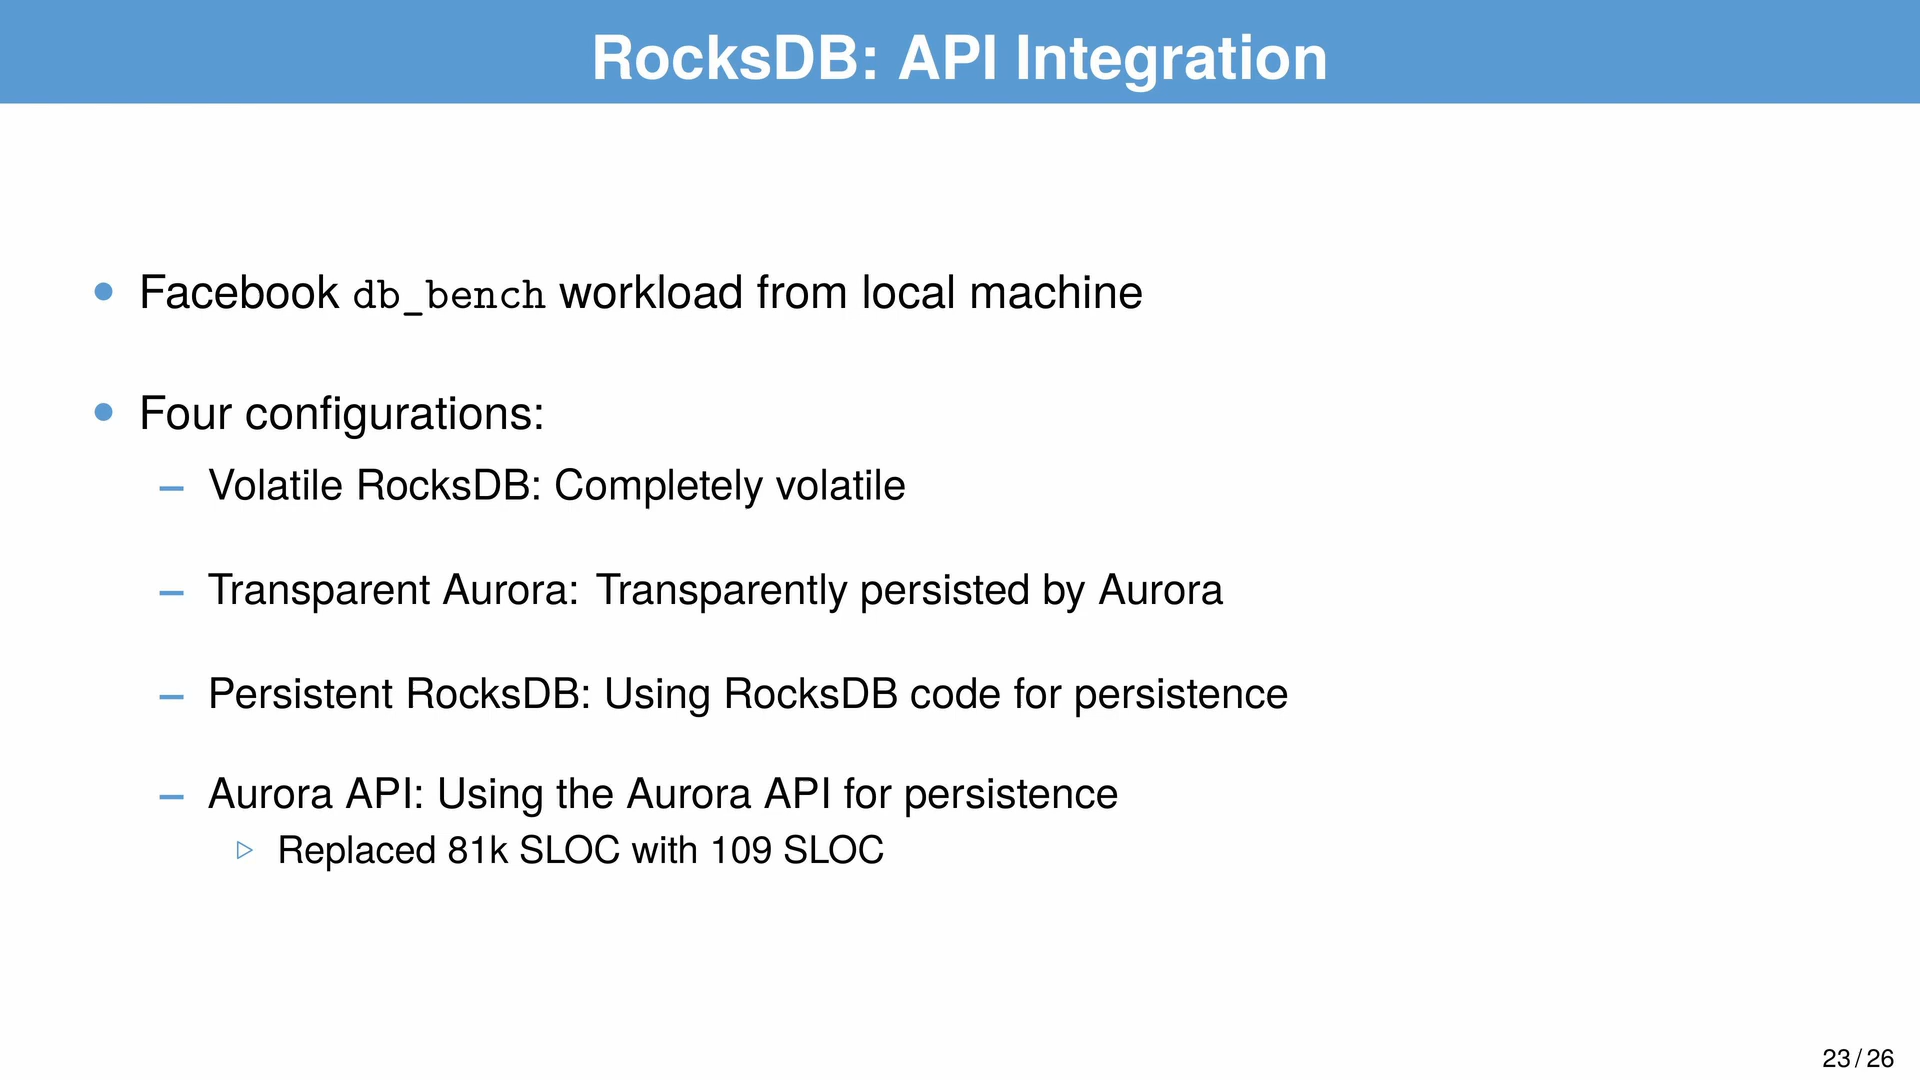 RocksDB: API Integration
• Facebook db_bench workload from local machine
• Four configurations:
– Volatile RocksDB: Completely volatile
– Transparent Aurora: Transparently persisted by Aurora
– Persistent RocksDB: Using RocksDB code for persistence
– Aurora API: Using the Aurora API for persistence
▷ Replaced 81k SLOC with 109 SLOC
23 / 26